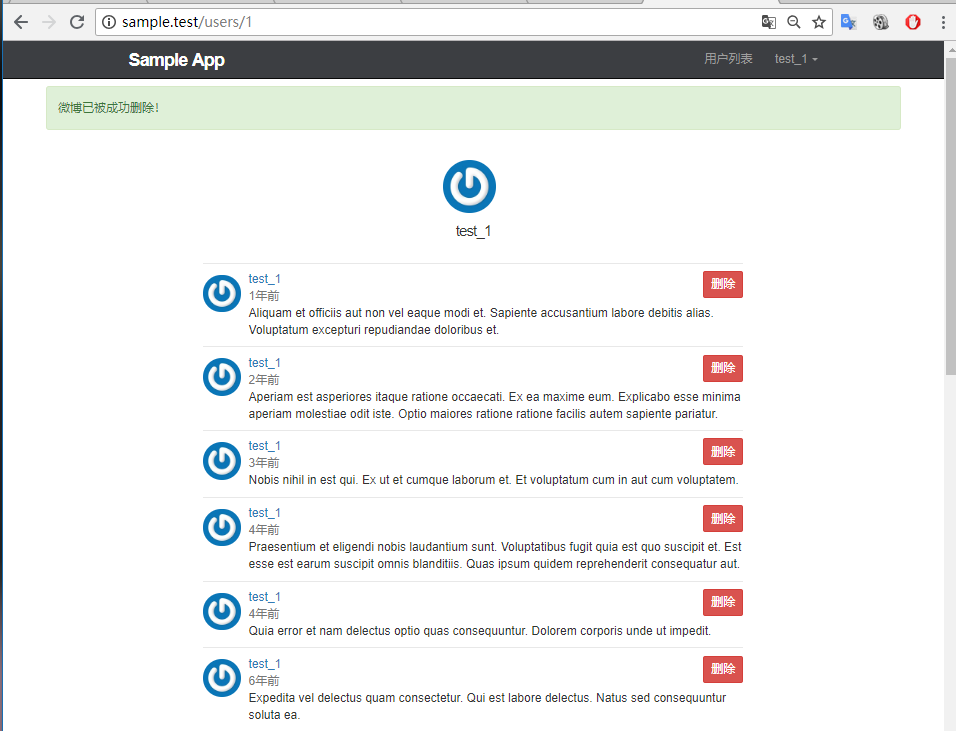 sample.test/users/1
Sample App
用户列表
test_1
微博已被成功删除！
test_1
test_1
删除
1年前
Aliquam et officiis aut non vel eaque modi et. Sapiente accusantium labore debitis alias.
Voluptatum excepturi repudiandae doloribus et.
test_1
删除
2年前
Aperiam est asperiores itaque ratione occaecati. Ex ea maxime eum. Explicabo esse minima
aperiam molestiae odit iste. Optio maiores ratione ratione facilis autem sapiente pariatur.
test_1
删除
3年前
Nobis nihil in est qui. Ex ut et cumque laborum et. Et voluptatum cum in aut cum voluptatem.
test_1
删除
4年前
Praesentium et eligendi nobis laudantium sunt. Voluptatibus fugit quia est quo suscipit et. Est
esse est earum suscipit omnis blanditiis. Quas ipsum quidem reprehenderit consequatur aut.
test_1
删除
4年前
Quia error et nam delectus optio quas consequuntur. Dolorem corporis unde ut impedit.
test_1
删除
6年前
Expedita vel delectus quam consectetur. Qui est labore delectus. Natus sed consequuntur
soluta ea.